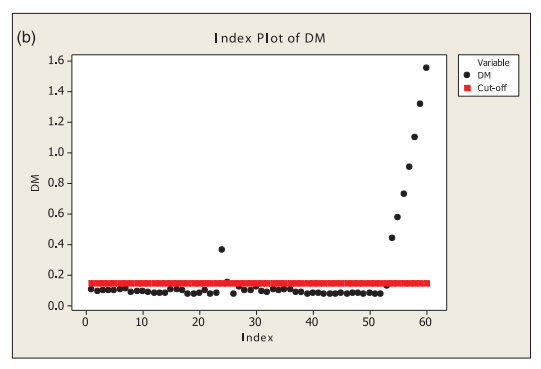 (b)
Index Plot of DM
Variable
DM
Cut-off
1.6
1.4
1.2
1.0
0.8
0.6
0.4
0.2
0.0
DM
0 10 20 30 40 50 60
Index